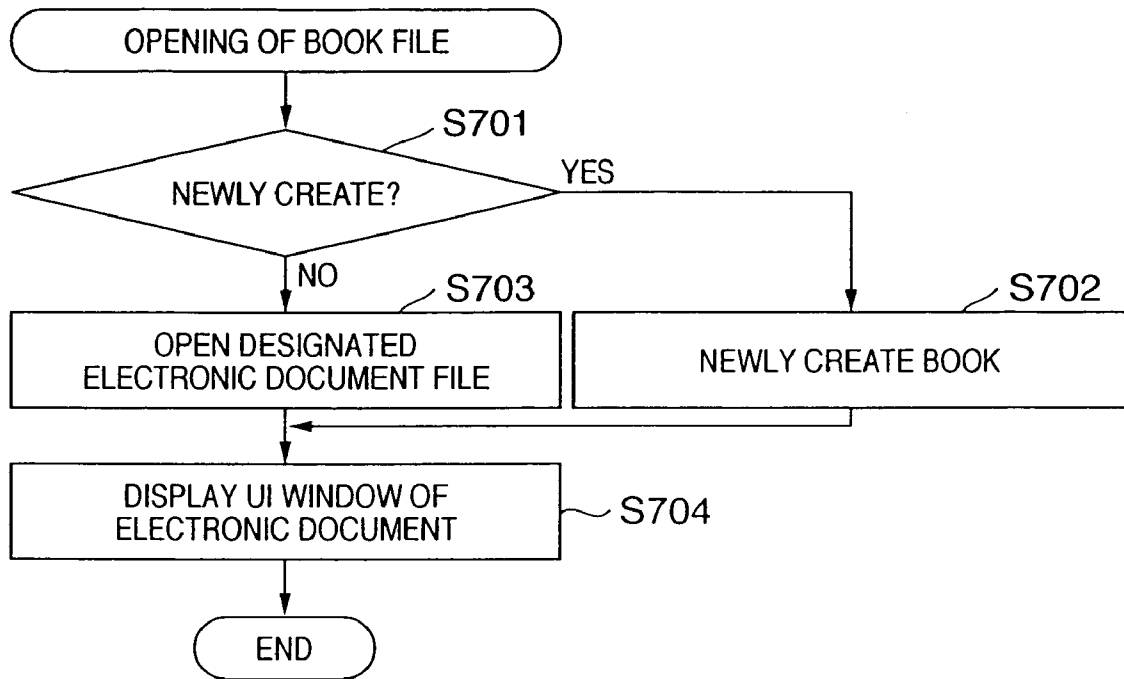 OPENING OF BOOK FILE
S701
NEWLY CREATE?
YES
NO
S703
S702
OPEN DESIGNATED
ELECTRONIC DOCUMENT FILE
NEWLY CREATE BOOK
DISPLAY UI WINDOW OF
ELECTRONIC DOCUMENT
S704
END